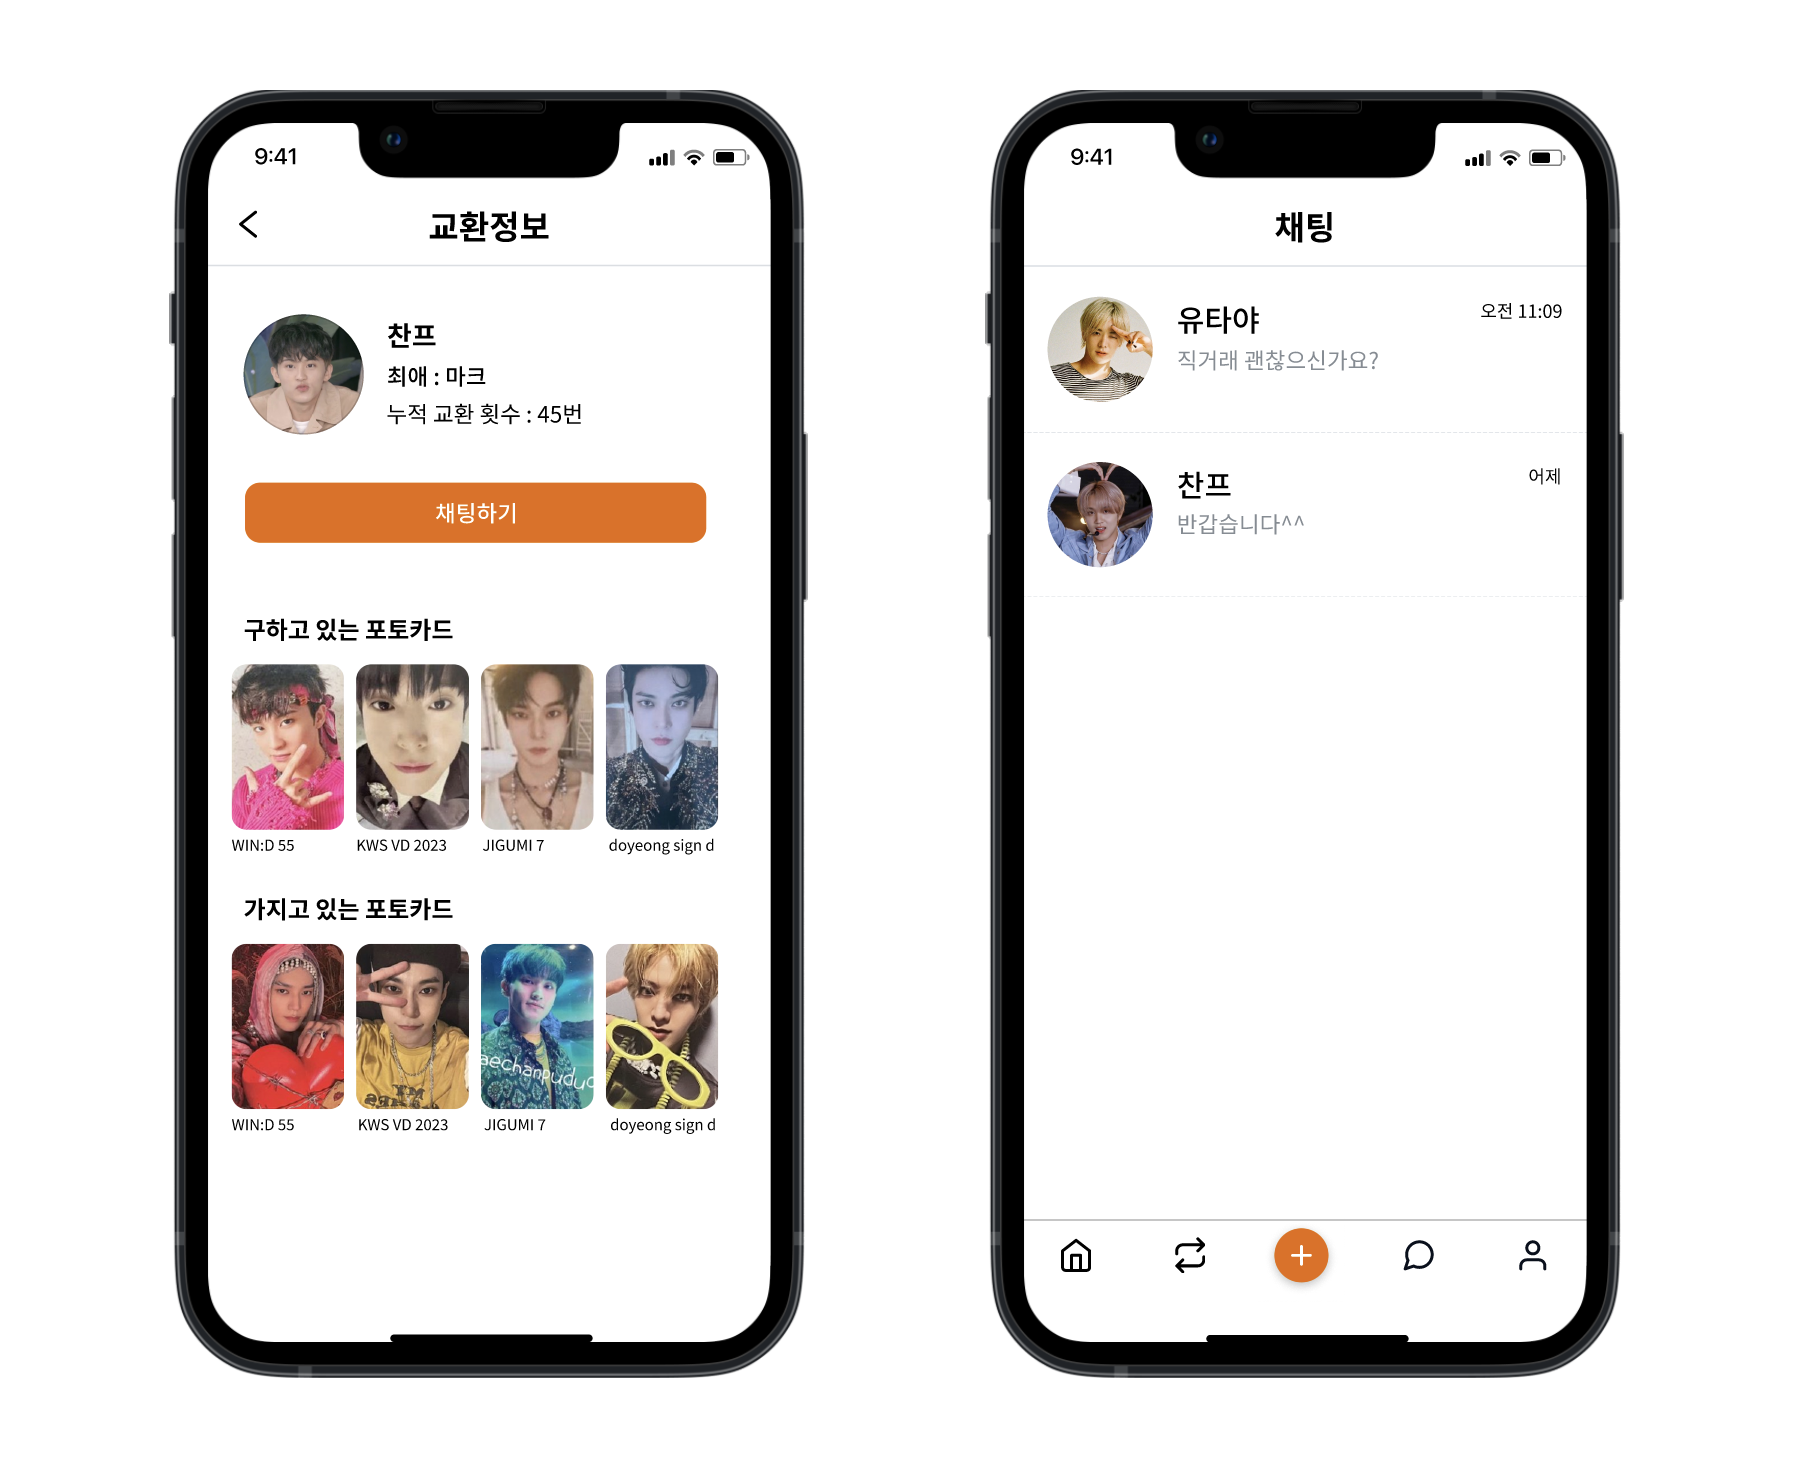 9:41
교환정보
찬프
최애 : 마크
누적 교환 횟수 : 45번
채팅하기
구하고 있는 포토카드
WIN:D 55
KWS VD 2023
JIGUMI 7
doyeong sign d
가지고 있는 포토카드
aechanpudu
WIN:D 55
KWS VD 2023
JIGUMI 7
doyeong sign d
9:41
채팅
유타야
오전 11:09
직거래 괜찮으신가요?
찬프
어제
반갑습니다^^